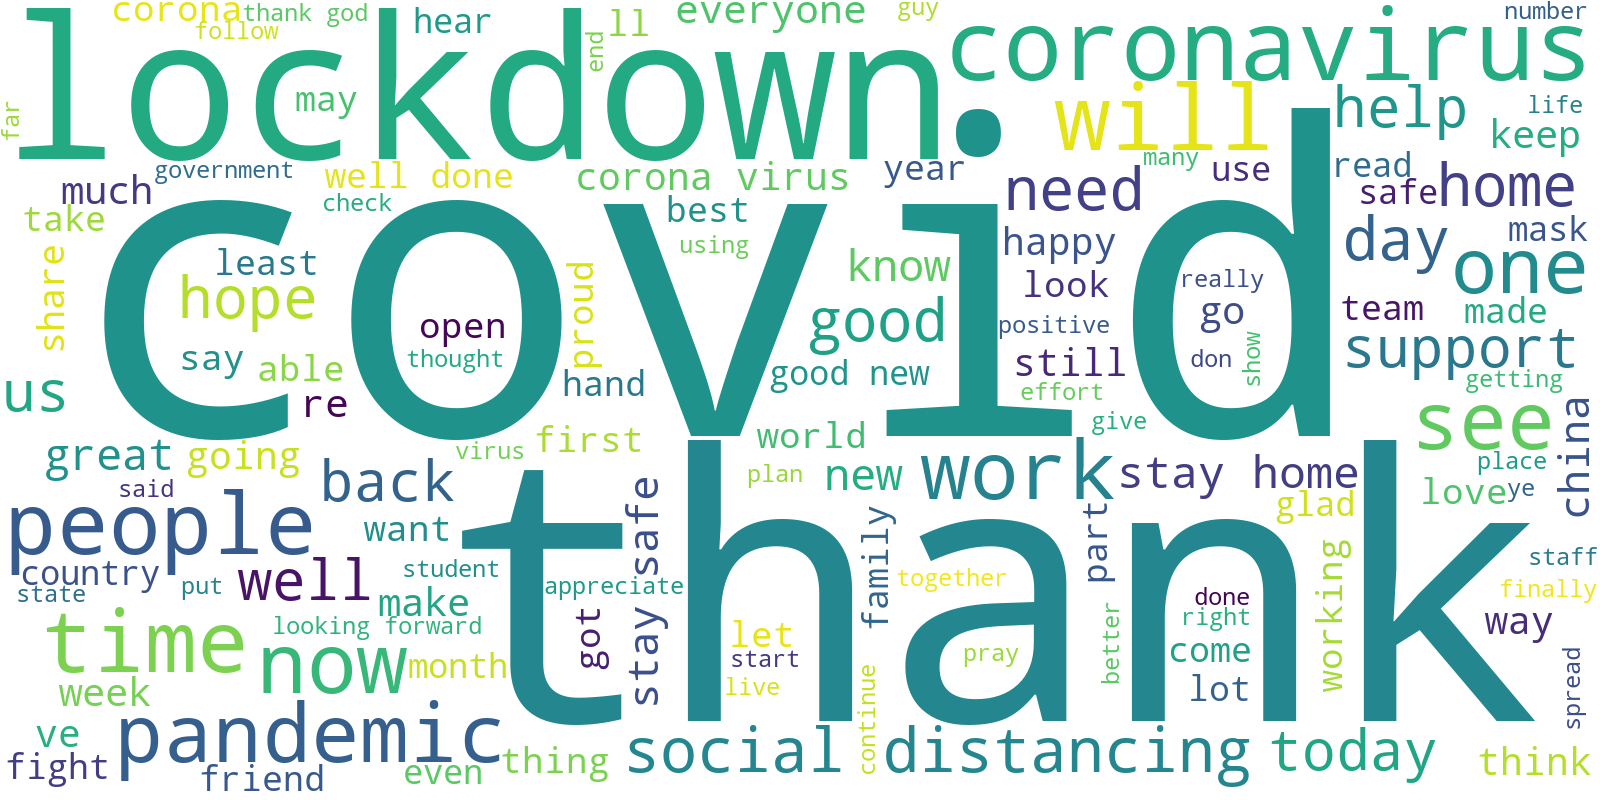 corona
thank god
follow
hear
end
ll
everyone
guy
number
lockdown
coronavirus
far
may
will
help
life
keep
government
much
well done
check
corona virus
year
many
use
read
safe
home
need
take
share
least
hope
best
using
know
happy
look
day
mask
one
covid
open
thought
say
able
re
us
proud
hand
good
good new
positive
really
go
don
show
still
effort
give
team
made
support
getting
see
china
great
going
said
people
country
state
put
back
want
well
student
make
virus
first
world
plan
new
work
stay home
glad
love
place
ye
thank
stay safe
appreciate
got
family
together
part
done
right
working
staff
finally
way
time
now
looking forward
month
week
let
start
live
pray
better
come
lot
spread
ve
fight
pandemic
friend
even
thing
social distancing
continue
today
think